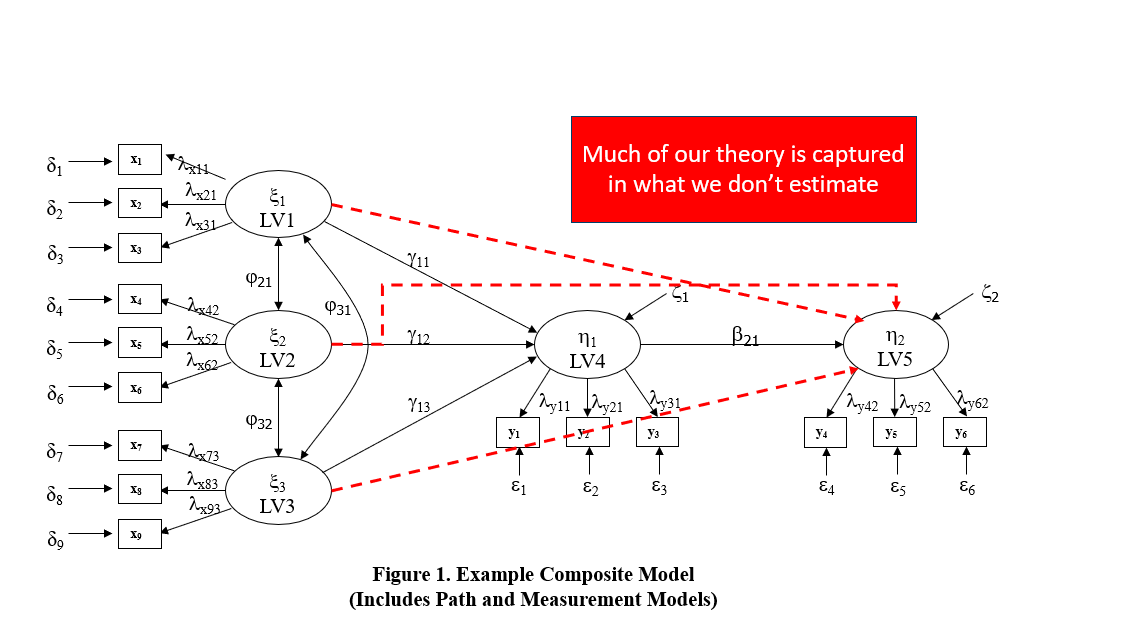 Much of our theory is captured
in what we don’t estimate
δ1
x1
λx11
δ2
x2
λx21
δ3
x3
λx31
ξ1
LV1
φ21
φ31
γ11
δ4
x4
λx42
δ5
x5
λx52
δ6
x6
λx62
ξ2
LV2
γ12
φ32
γ13
δ7
x7
λx73
δ8
x8
λx83
δ9
x9
λx93
ξ3
LV3
ζ1
η1
LV4
β21
λy11
λy21
λy31
y1
y2
y3
ε1
ε2
ε3
ζ2
η2
LV5
λy42
λy52
λy62
y4
y5
y6
ε4
ε5
ε6
Figure 1. Example Composite Model
(Includes Path and Measurement Models)